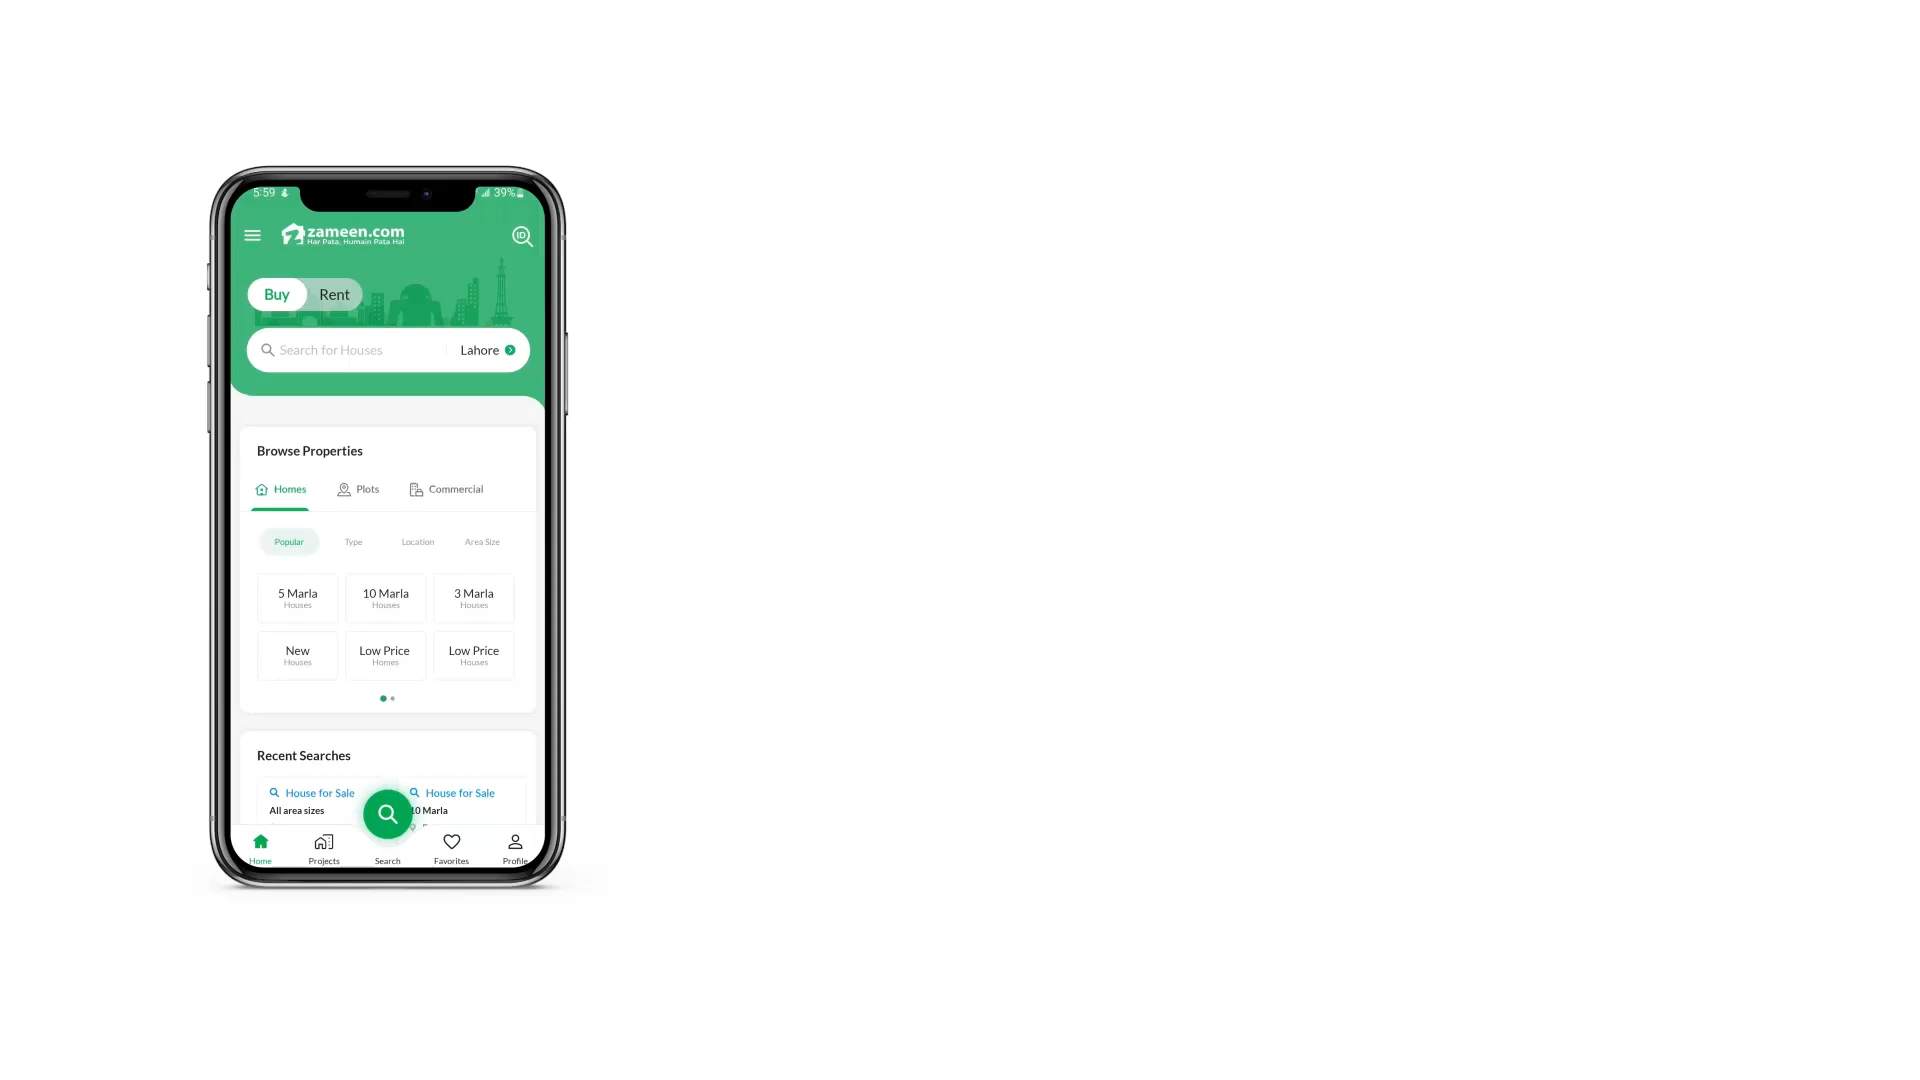 5:59
39%
zameen.com
Har Pata, Humain Pata Hai
ID
Buy Rent
Search for Houses Lahore
Browse Properties
Homes Plots Commercial
Popular Type Location Area Size
5 Marla 10 Marla 3 Marla
Houses Houses Houses
New Low Price Low Price
Houses Homes Houses
Recent Searches
House for Sale House for Sale
All area sizes 10 Marla
Home Projects Search Favorites Profile